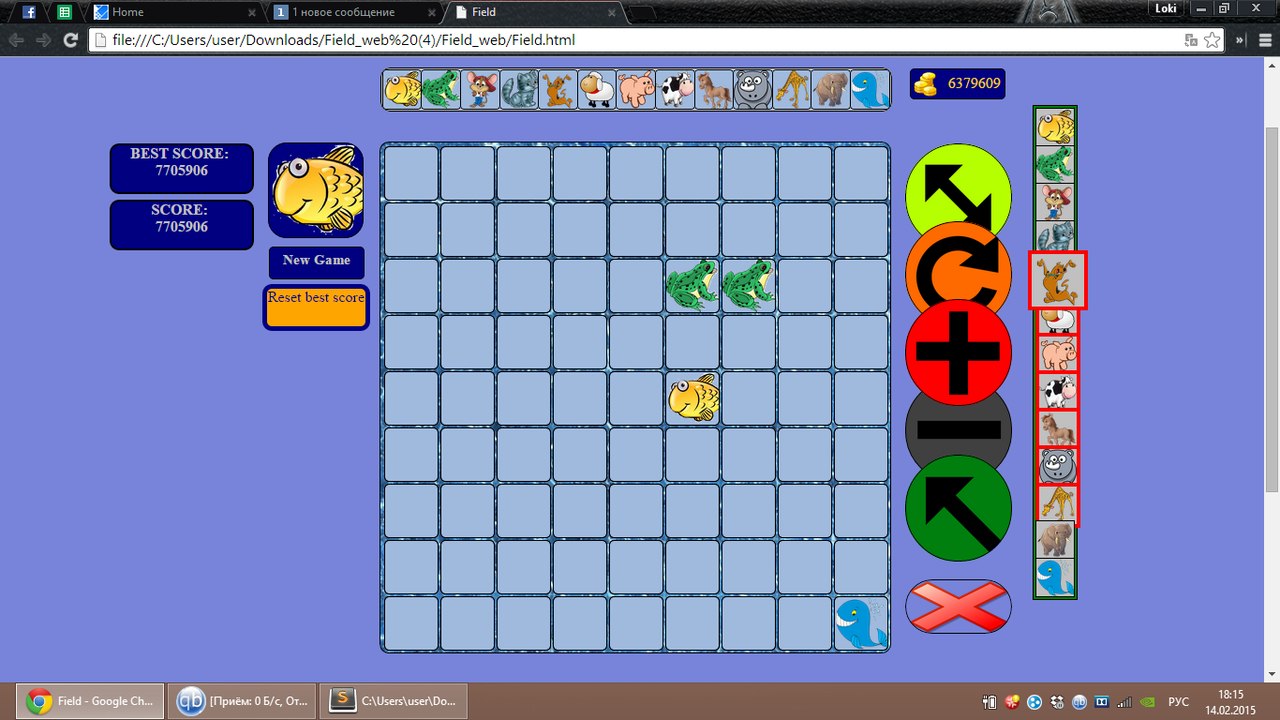 Home
1 новое сообщение
Field
Loki
file:///C:/Users/user/Downloads/Field_web%20(4)/Field_web/Field.html
6379609
BEST SCORE:
7705906
SCORE:
7705906
New Game
Reset best score
Field - Google Ch...
qb
[Приём: 0 Б/с, От...
C:\Users\user\Do...
qb
РУС
18:15
14.02.2015